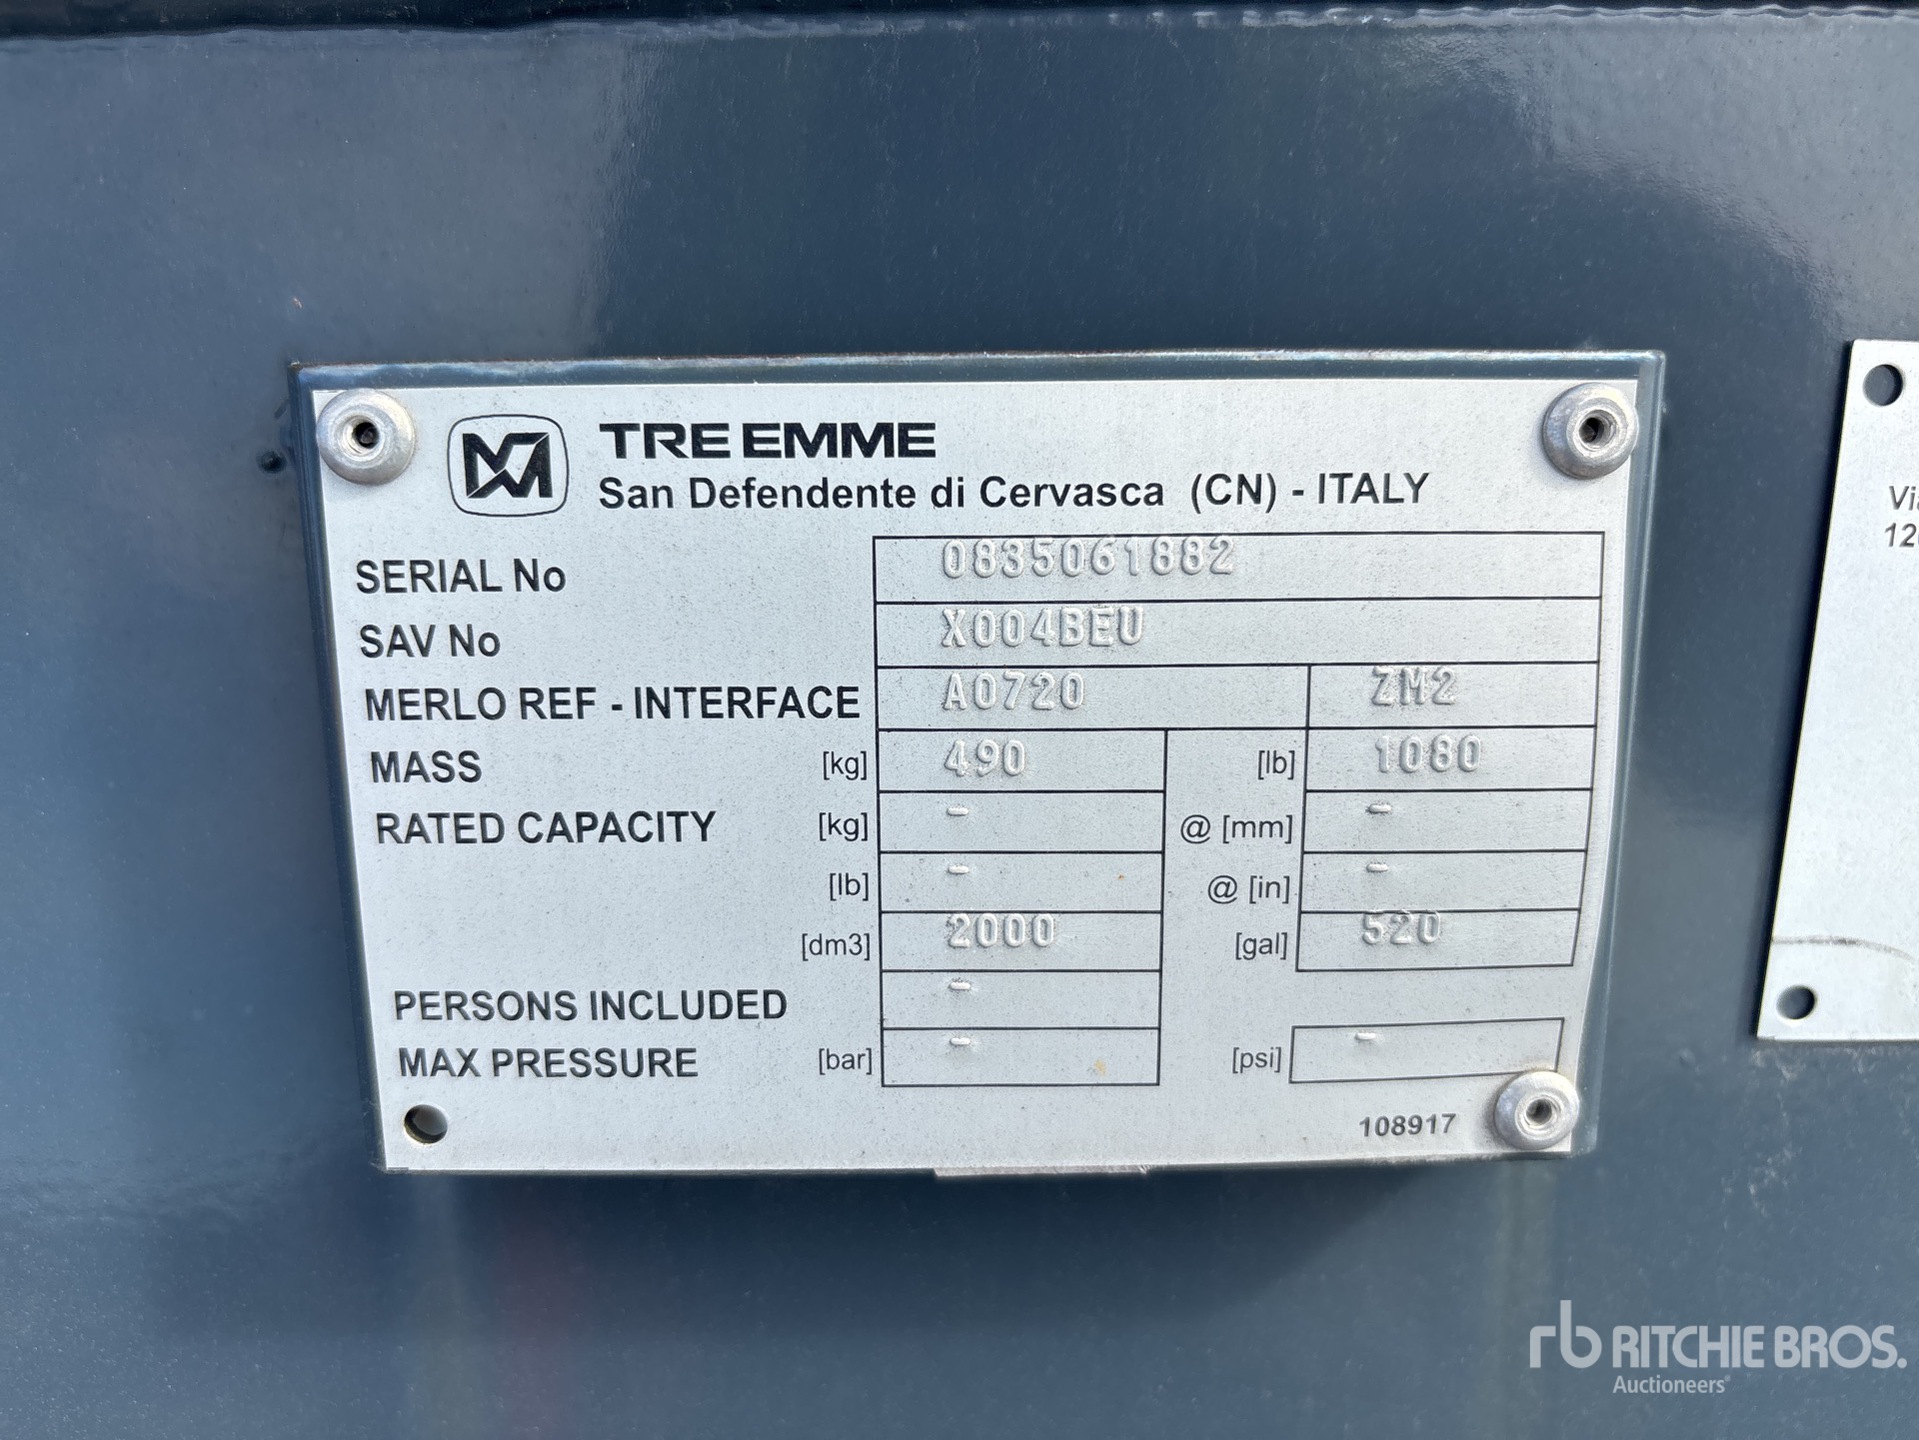 TRE EMME
San Defendente di Cervasca (CN) - ITALY
SERIAL No 0835061882
SAV No X004BEU
MERLO REF - INTERFACE A0720 ZM2
MASS [kg] 490 [lb] 1080
RATED CAPACITY [kg] - @ [mm] -
[lb] - @ [in] -
[dm3] 2000 [gal] 520
PERSONS INCLUDED -
MAX PRESSURE [bar] - [psi] -
108917
rb RITCHIE BROS.
Auctioneers